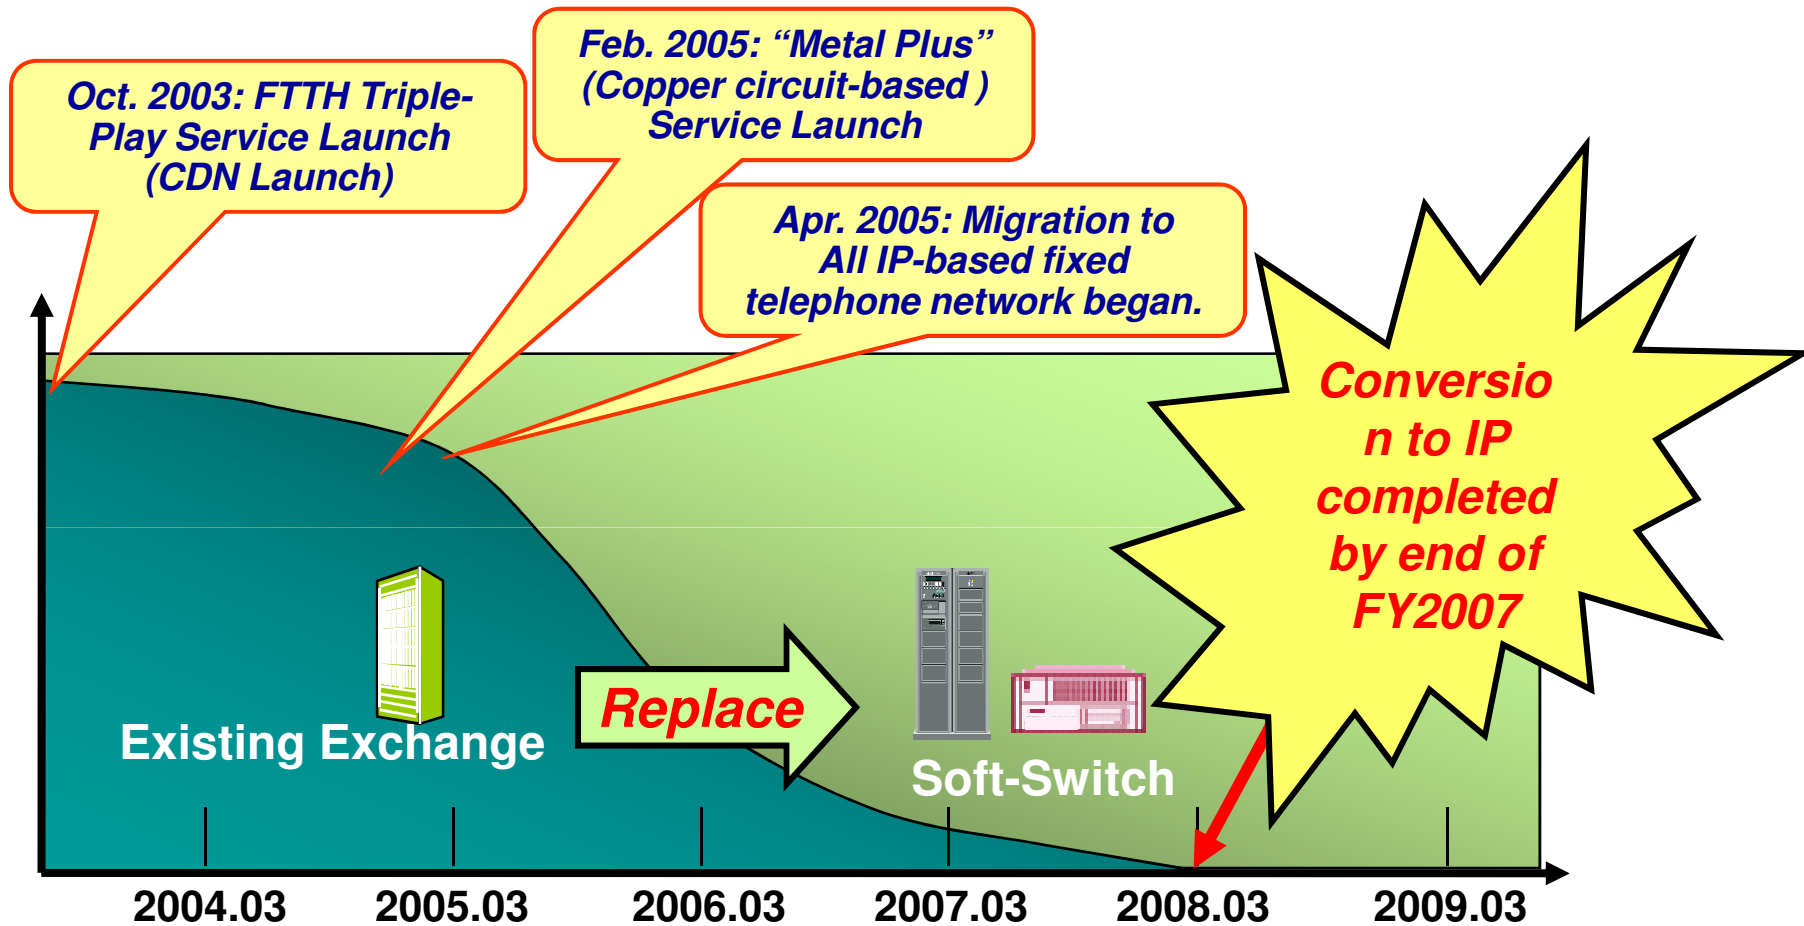 Oct. 2003: FTTH Triple-
Play Service Launch
(CDN Launch)
Feb. 2005: “Metal Plus”
(Copper circuit-based )
Service Launch
Apr. 2005: Migration to
All IP-based fixed
telephone network began.
Conversio
n to IP
completed
by end of
FY2007
Existing Exchange
Replace
Soft-Switch
2004.03 2005.03 2006.03 2007.03 2008.03 2009.03